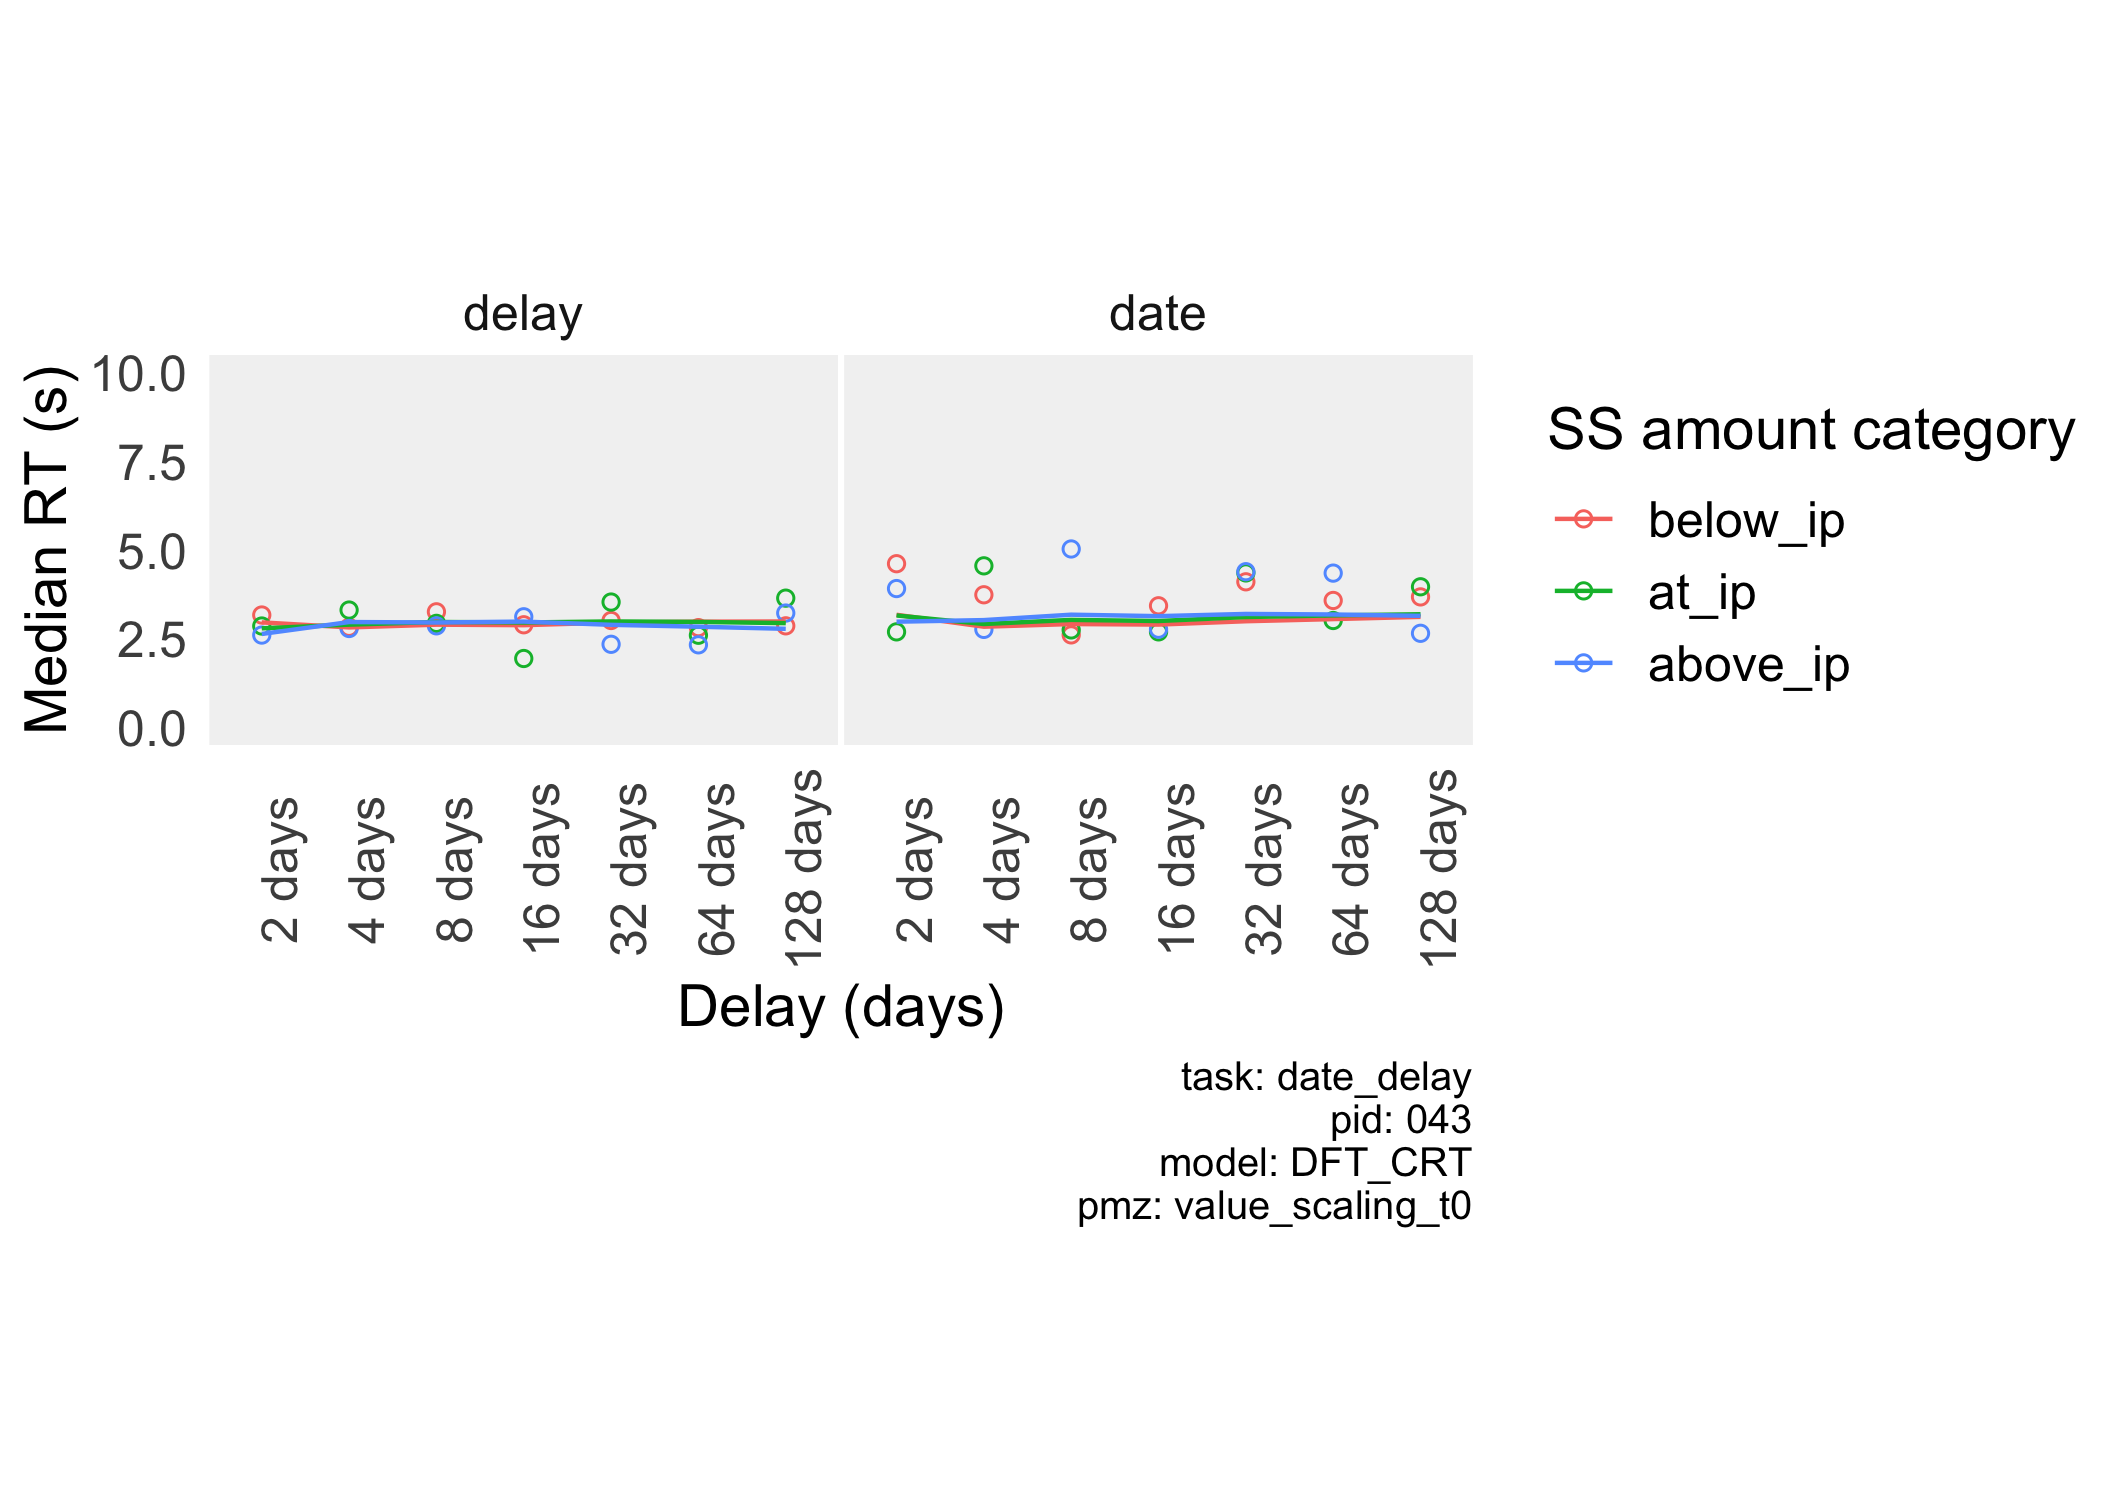 delay
date
Median RT (s)
10.0
7.5
5.0
2.5
0.0
2 days
4 days
8 days
16 days
32 days
64 days
128 days
2 days
4 days
8 days
16 days
32 days
64 days
128 days
Delay (days)
SS amount category
below_ip
at_ip
above_ip
task: date_delay
pid: 043
model: DFT_CRT
pmz: value_scaling_t0